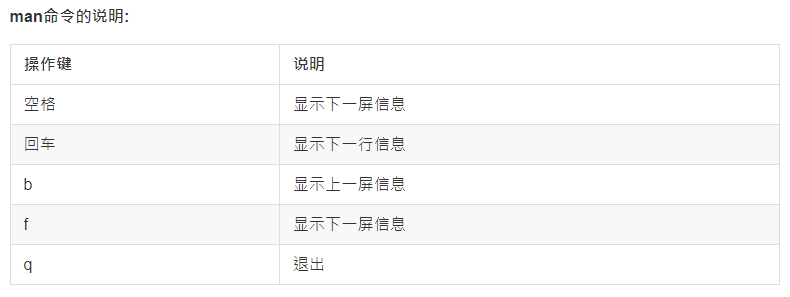 man命令的说明:
操作键 说明
空格 显示下一屏信息
回车 显示下一行信息
b 显示上一屏信息
f 显示下一屏信息
q 退出